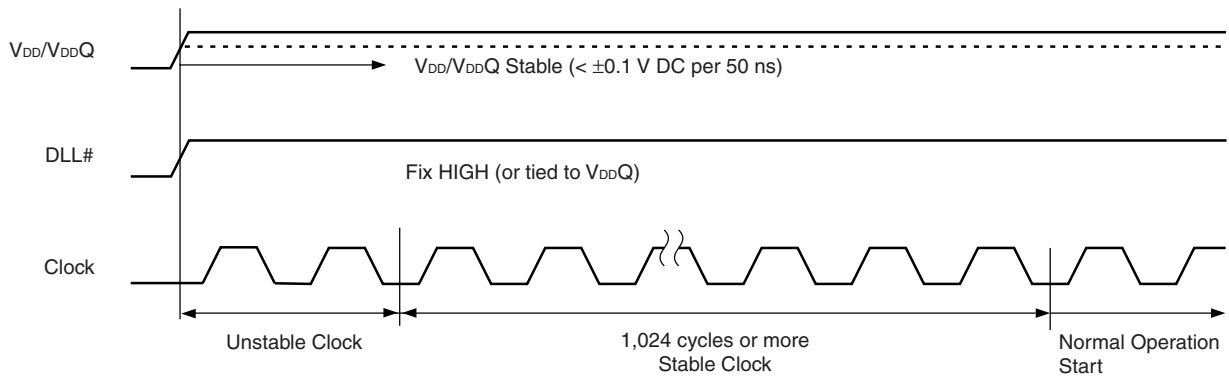 VDD/VDDQ
VDD/VDDQ Stable (< ±0.1 V DC per 50 ns)
DLL#
Fix HIGH (or tied to VDDQ)
Clock
Unstable Clock
1,024 cycles or more
Stable Clock
Normal Operation
Start